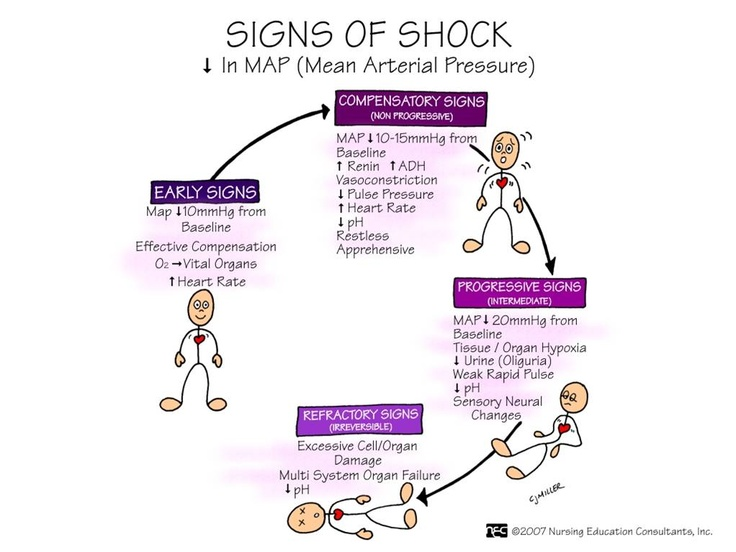 SIGNS OF SHOCK
↓ In MAP (Mean Arterial Pressure)
COMPENSATORY SIGNS
(NON PROGRESSIVE)
MAP ↓ 10-15mmHg from
Baseline
↑ Renin ↑ ADH
Vasoconstriction
↓ Pulse Pressure
↑ Heart Rate
↓ pH
Restless
Apprehensive
EARLY SIGNS
Map ↓ 10mmHg from
Baseline
Effective Compensation
O₂ → Vital Organs
↑ Heart Rate
PROGRESSIVE SIGNS
(INTERMEDIATE)
MAP ↓ 20mmHg from
Baseline
Tissue / Organ Hypoxia
↓ Urine (Oliguria)
Weak Rapid Pulse
↓ pH
Sensory Neural
Changes
REFRACTORY SIGNS
(IRREVERSIBLE)
Excessive Cell/Organ
Damage
Multi System Organ Failure
↓ pH
CJMILLER
NEC ©2007 Nursing Education Consultants, Inc.